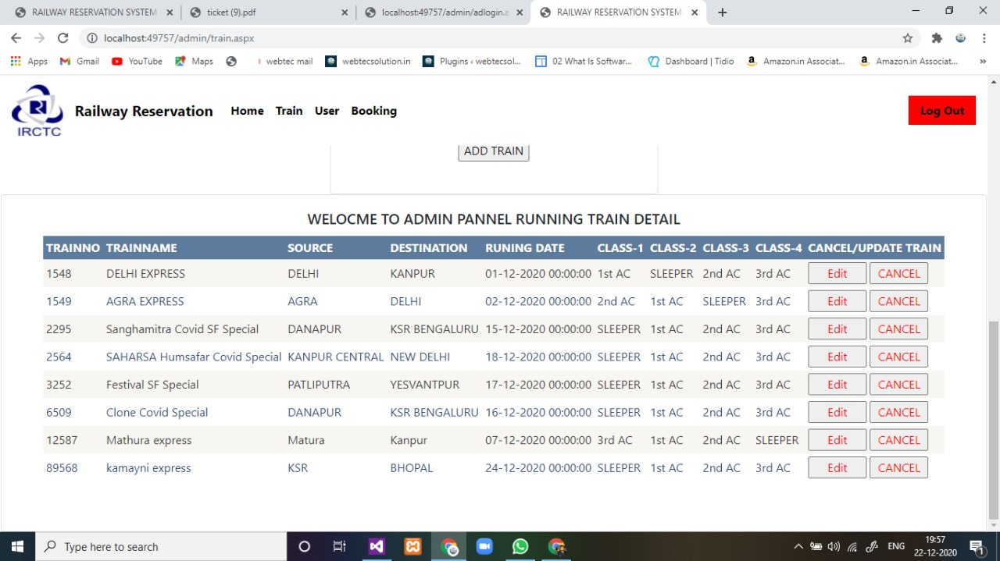 RAILWAY RESERVATION SYSTEM ticket (9).pdf localhost:49757/admin/adlogin.a RAILWAY RESERVATION SYSTEM
localhost:49757/admin/train.aspx
Apps Gmail YouTube Maps webtec mail webtecsolution.in Plugins ‹ webtecsol... 02 What Is Softwar... Dashboard | Tidio Amazon.in Associat... Amazon.in Associat... »
IRCTC Railway Reservation Home Train User Booking Log Out
ADD TRAIN
WELOCME TO ADMIN PANNEL RUNNING TRAIN DETAIL
TRAINNO TRAINNAME SOURCE DESTINATION RUNING DATE CLASS-1 CLASS-2 CLASS-3 CLASS-4 CANCEL/UPDATE TRAIN
1548 DELHI EXPRESS DELHI KANPUR 01-12-2020 00:00:00 1st AC SLEEPER 2nd AC 3rd AC Edit CANCEL
1549 AGRA EXPRESS AGRA DELHI 02-12-2020 00:00:00 2nd AC 1st AC SLEEPER 3rd AC Edit CANCEL
2295 Sanghamitra Covid SF Special DANAPUR KSR BENGALURU 15-12-2020 00:00:00 SLEEPER 1st AC 2nd AC 3rd AC Edit CANCEL
2564 SAHARSA Humsafar Covid Special KANPUR CENTRAL NEW DELHI 18-12-2020 00:00:00 SLEEPER 1st AC 2nd AC 3rd AC Edit CANCEL
3252 Festival SF Special PATLIPUTRA YESVANTPUR 17-12-2020 00:00:00 SLEEPER 1st AC 2nd AC 3rd AC Edit CANCEL
6509 Clone Covid Special DANAPUR KSR BENGALURU 16-12-2020 00:00:00 SLEEPER 1st AC 2nd AC 3rd AC Edit CANCEL
12587 Mathura express Matura Kanpur 07-12-2020 00:00:00 3rd AC 1st AC 2nd AC SLEEPER Edit CANCEL
89568 kamayni express KSR BHOPAL 24-12-2020 00:00:00 SLEEPER 1st AC 2nd AC 3rd AC Edit CANCEL
Type here to search ENG 19:57
22-12-2020 1